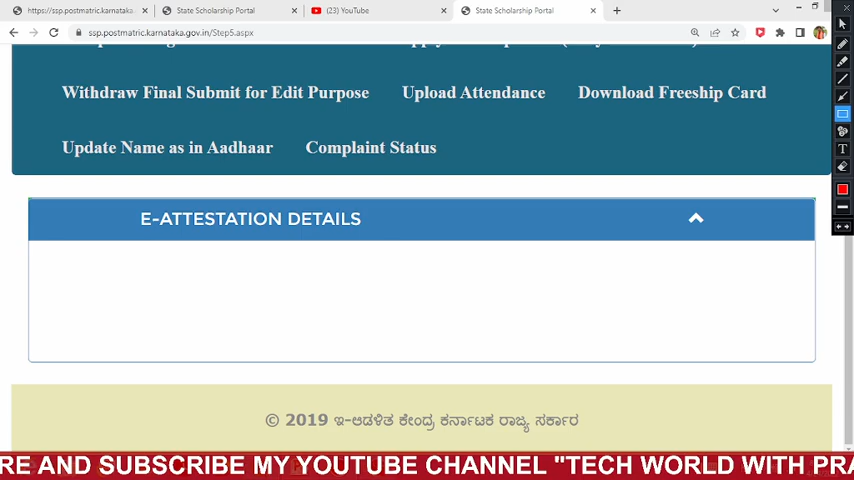 https://ssp.postmatric.karnataka. State Scholarship Portal (23) YouTube State Scholarship Portal
ssp.postmatric.karnataka.gov.in/Step5.aspx
Withdraw Final Submit for Edit Purpose Upload Attendance Download Freeship Card
Update Name as in Aadhaar Complaint Status
E-ATTESTATION DETAILS
© 2019 ಇ-ಆಡಳಿತ ಕೇಂದ್ರ ಕರ್ನಾಟಕ ರಾಜ್ಯ ಸರ್ಕಾರ
RE AND SUBSCRIBE MY YOUTUBE CHANNEL "TECH WORLD WITH PRA